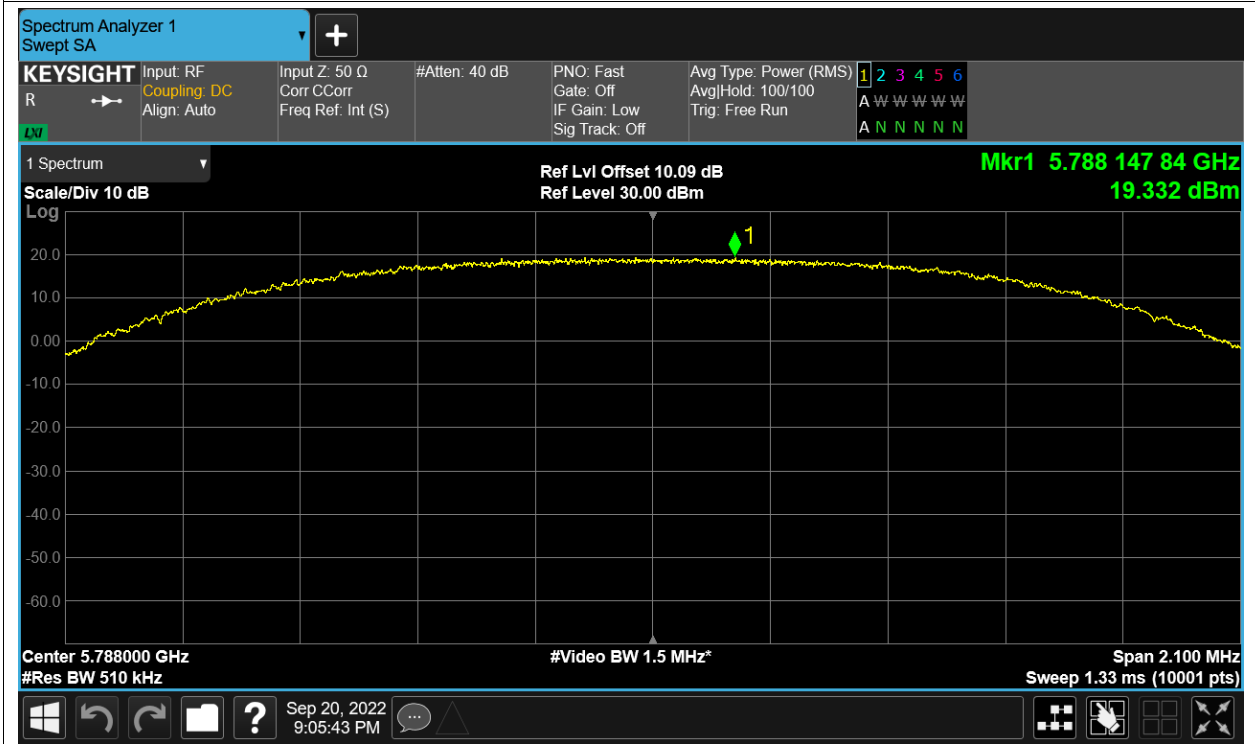 Spectrum Analyzer 1
Swept SA
+
KEYSIGHT
R
LXI
Input: RF
Coupling: DC
Align: Auto
Input Z: 50 Ω
Corr CCorr
Freq Ref: Int (S)
#Atten: 40 dB
PNO: Fast
Gate: Off
IF Gain: Low
Sig Track: Off
Avg Type: Power (RMS)
Avg|Hold: 100/100
Trig: Free Run
1 2 3 4 5 6
A W W W W W
A N N N N N
1 Spectrum
Scale/Div 10 dB
Log
Ref Lvl Offset 10.09 dB
Ref Level 30.00 dBm
Mkr1 5.788 147 84 GHz
19.332 dBm
1
20.0
10.0
0.00
-10.0
-20.0
-30.0
-40.0
-50.0
-60.0
Center 5.788000 GHz
#Res BW 510 kHz
#Video BW 1.5 MHz*
Span 2.100 MHz
Sweep 1.33 ms (10001 pts)
?
Sep 20, 2022
9:05:43 PM